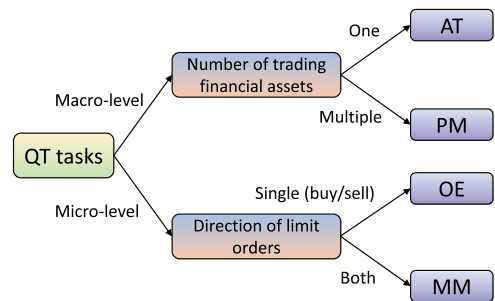 One
AT
Number of trading
financial assets
Macro-level
Multiple
PM
QT tasks
Single (buy/sell)
OE
Micro-level
Direction of limit
orders
Both
MM